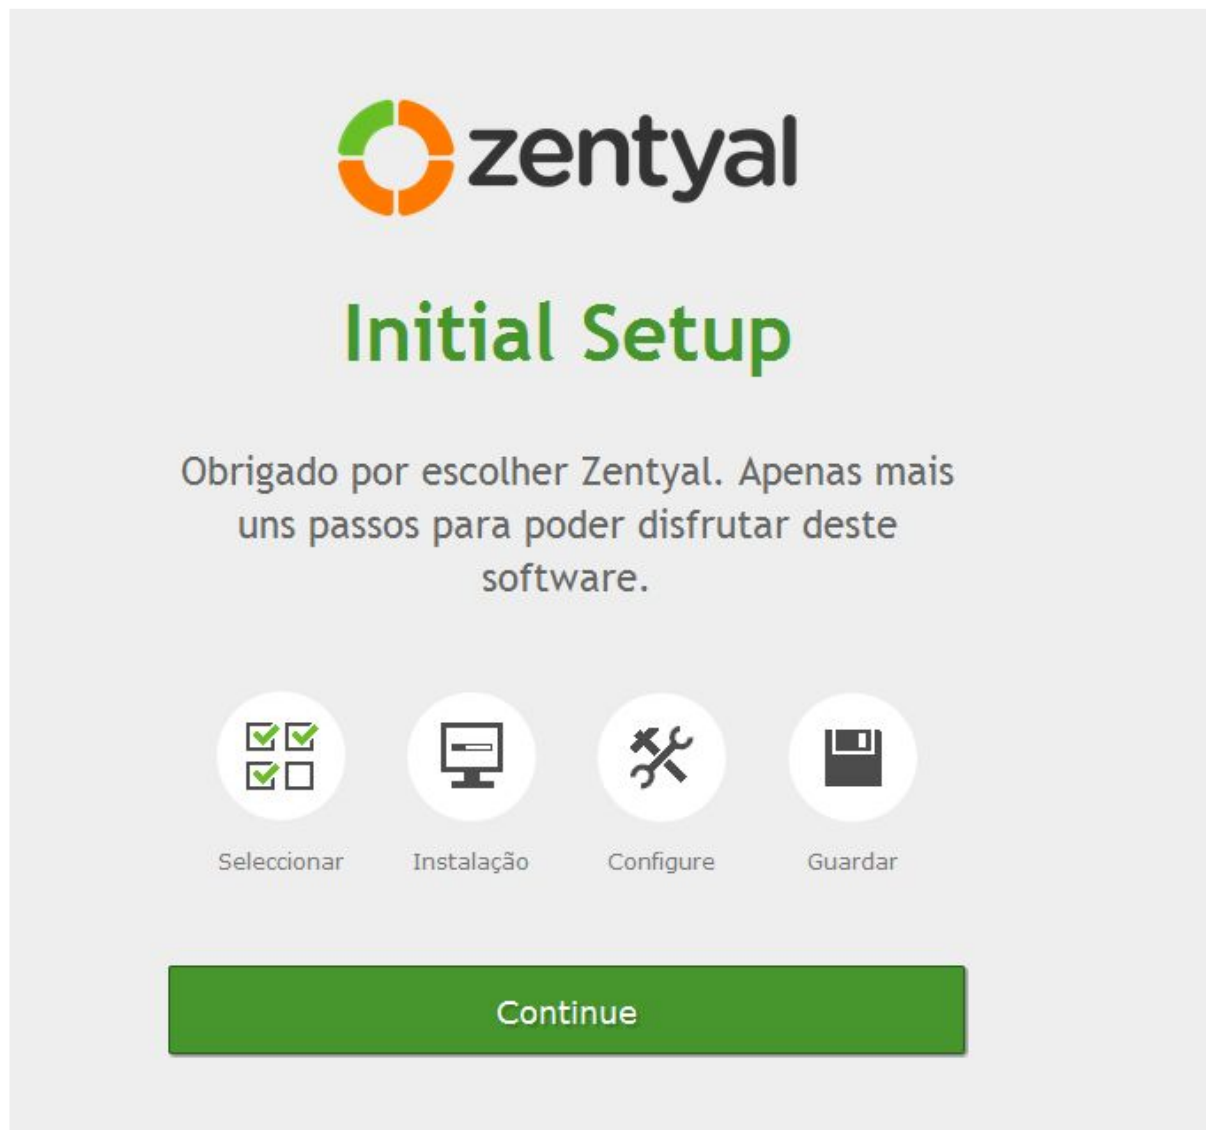 zentyal
Initial Setup
Obrigado por escolher Zentyal. Apenas mais
uns passos para poder disfrutar deste
software.
Seleccionar Instalação Configure Guardar
Continue